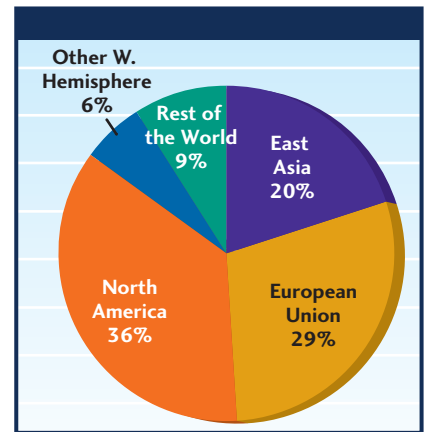 Other W.
Hemisphere
6%
Rest of
the World
9%
East
Asia
20%
North
America
36%
European
Union
29%